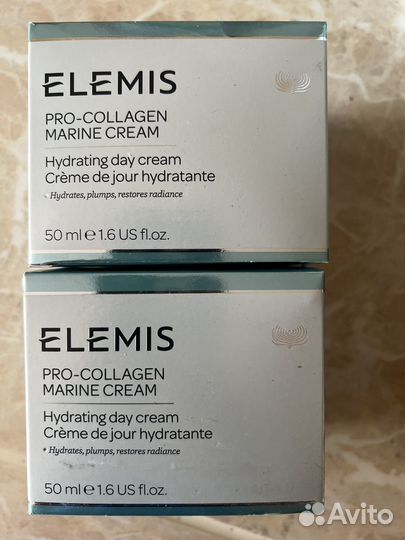 ELEMIS
PRO-COLLAGEN
MARINE CREAM
Hydrating day cream
Crème de jour hydratante
• Hydrates, plumps, restores radiance
50 ml e 1.6 US fl.oz.
ELEMIS
PRO-COLLAGEN
MARINE CREAM
Hydrating day cream
Crème de jour hydratante
• Hydrates, plumps, restores radiance
50 ml e 1.6 US fl.oz.
Avito